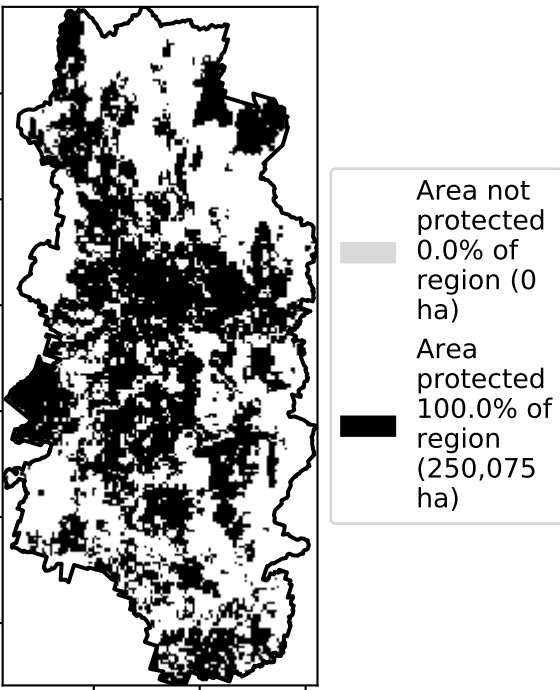 Area not
protected
0.0% of
region (0
ha)
Area
protected
100.0% of
region
(250,075
ha)